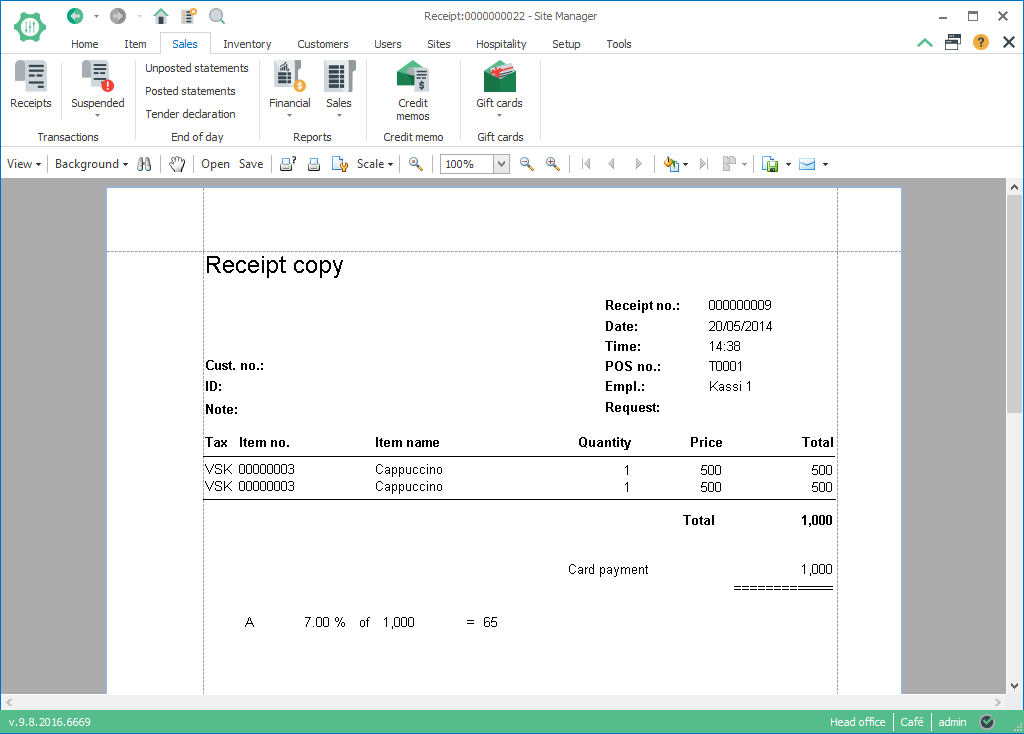 Receipt:0000000022 - Site Manager
Home Item Sales Inventory Customers Users Sites Hospitality Setup Tools
Receipts
Suspended
Transactions
Unposted statements
Posted statements
Tender declaration
End of day
Financial
Sales
Reports
Credit
memos
Credit memo
Gift cards
Gift cards
View Background Open Save Scale 100%
Receipt copy
Receipt no.: 000000009
Date: 20/05/2014
Time: 14:38
Cust. no.: POS no.: T0001
ID: Empl.: Kassi 1
Note: Request:
Tax Item no. Item name Quantity Price Total
VSK 00000003 Cappuccino 1 500 500
VSK 00000003 Cappuccino 1 500 500
Total 1,000
Card payment 1,000
=============
A 7.00 % of 1,000 = 65
v.9.8.2016.6669 Head office Café admin